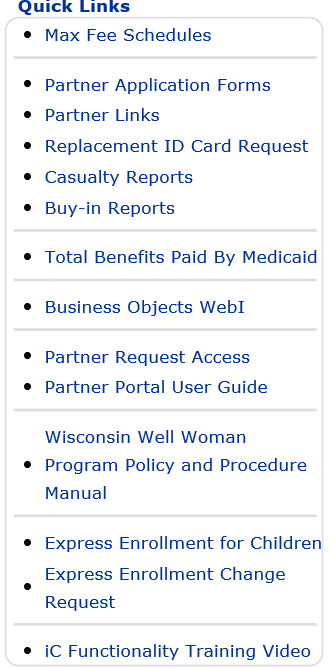 Quick Links
Max Fee Schedules
Partner Application Forms
Partner Links
Replacement ID Card Request
Casualty Reports
Buy-in Reports
Total Benefits Paid By Medicaid
Business Objects WebI
Partner Request Access
Partner Portal User Guide
Wisconsin Well Woman
Program Policy and Procedure
Manual
Express Enrollment for Children
Express Enrollment Change
Request
iC Functionality Training Video